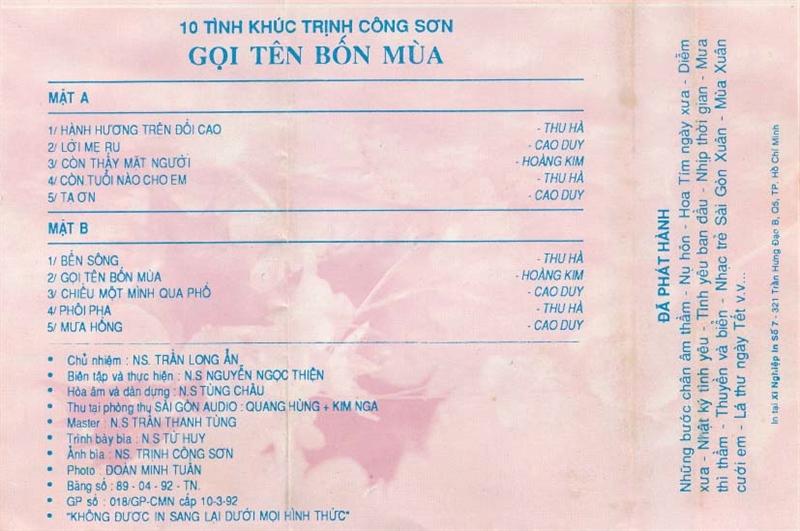 10 TÌNH KHÚC TRỊNH CÔNG SƠN
GỌI TÊN BỐN MÙA
MẶT A
1/ HÀNH HƯƠNG TRÊN ĐỒI CAO - THU HÀ
2/ LỜI MẸ RU - CAO DUY
3/ CÒN THẤY MẶT NGƯỜI - HOÀNG KIM
4/ CÒN TUỔI NÀO CHO EM - THU HÀ
5/ TẠ ƠN - CAO DUY
MẶT B
1/ BẾN SÔNG - THU HÀ
2/ GỌI TÊN BỐN MÙA - HOÀNG KIM
3/ CHIỀU MỘT MÌNH QUA PHỐ - CAO DUY
4/ PHÔI PHA - THU HÀ
5/ MƯA HỒNG - CAO DUY
• Chủ nhiệm : NS. TRẦN LONG ẨN
• Biên tập và thực hiện : N.S NGUYỄN NGỌC THIỆN
• Hòa âm và dàn dựng : N.S TÙNG CHÂU
• Thu tại phòng thu SÀI GÒN AUDIO : QUANG HÙNG + KIM NGA
• Master : N.S TRẦN THANH TÙNG
• Trình bày bìa : N.S TỪ HUY
• Ảnh bìa : NS. TRỊNH CÔNG SƠN
• Photo : ĐOÀN MINH TUẤN
• Băng số : 89 - 04 - 92 - TN.
• GP số : 018/GP-CMN cấp 10-3-92
• "KHÔNG ĐƯỢC IN SANG LẠI DƯỚI MỌI HÌNH THỨC"
ĐÃ PHÁT HÀNH
Những bước chân âm thầm - Nụ hôn - Hoa Tím ngày xưa - Diễm
xưa - Nhật ký tình yêu - Tình yêu ban đầu - Nhịp thời gian - Mưa
thì thầm - Thuyền và biển - Nhạc trẻ Sài Gòn Xuân - Mùa Xuân
cưới em - Lá thư ngày Tết v.v...
In tại Xí Nghiệp In Số 7 - 321 Trần Hưng Đạo B, Q5, TP. Hồ Chí Minh